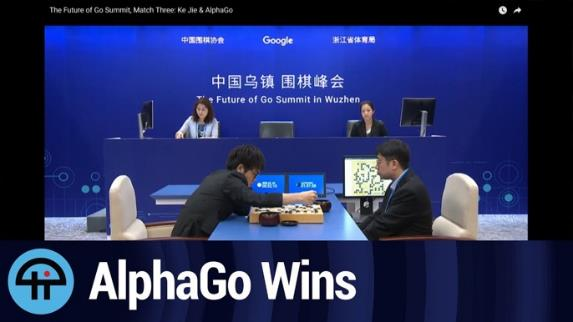 The Future of Go Summit, Match Three: Ke Jie & AlphaGo
中国围棋协会 Google 浙江省体育局
中国乌镇 围棋峰会
The Future of Go Summit in Wuzhen
AlphaGo Wins